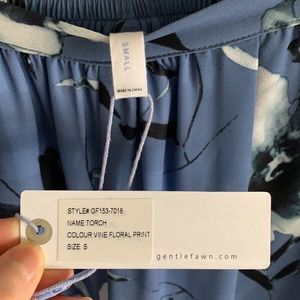 SMALL
MADE IN CHINA
STYLE# GF153-7018
NAME:TORCH
COLOUR:VINE FLORAL PRINT
SIZE: S
gentlefawn.com